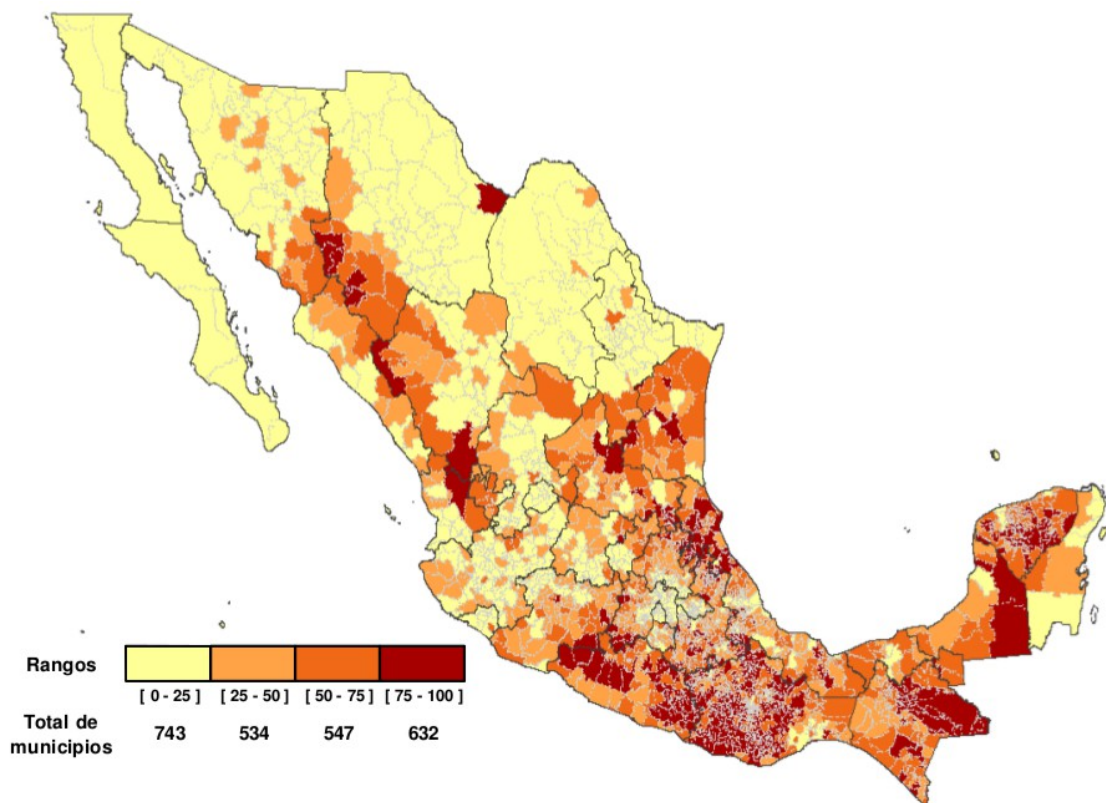 Rangos
[ 0 - 25 ] [ 25 - 50 ] [ 50 - 75 ] [ 75 - 100 ]
Total de
municipios
743 534 547 632